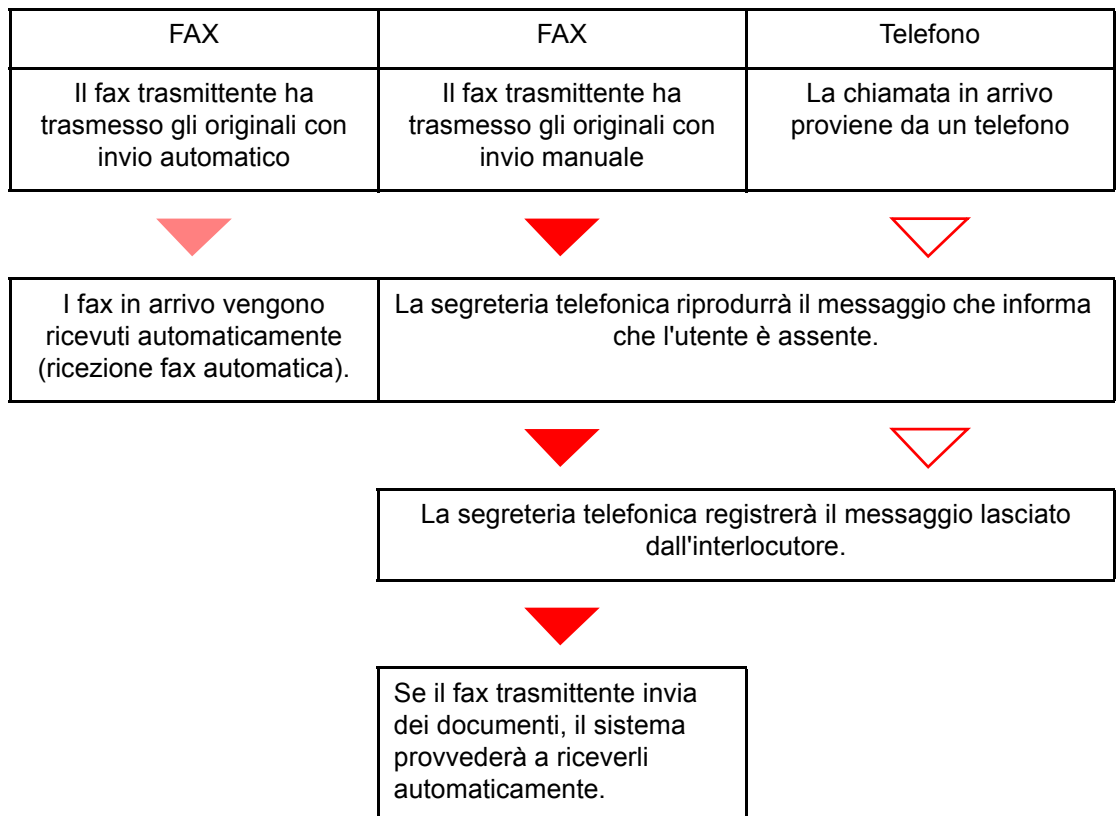 FAX
FAX
Telefono
Il fax trasmittente ha
trasmesso gli originali con
invio automatico
Il fax trasmittente ha
trasmesso gli originali con
invio manuale
La chiamata in arrivo
proviene da un telefono
I fax in arrivo vengono
ricevuti automaticamente
(ricezione fax automatica).
La segreteria telefonica riprodurrà il messaggio che informa
che l'utente è assente.
La segreteria telefonica registrerà il messaggio lasciato
dall'interlocutore.
Se il fax trasmittente invia
dei documenti, il sistema
provvederà a riceverli
automaticamente.